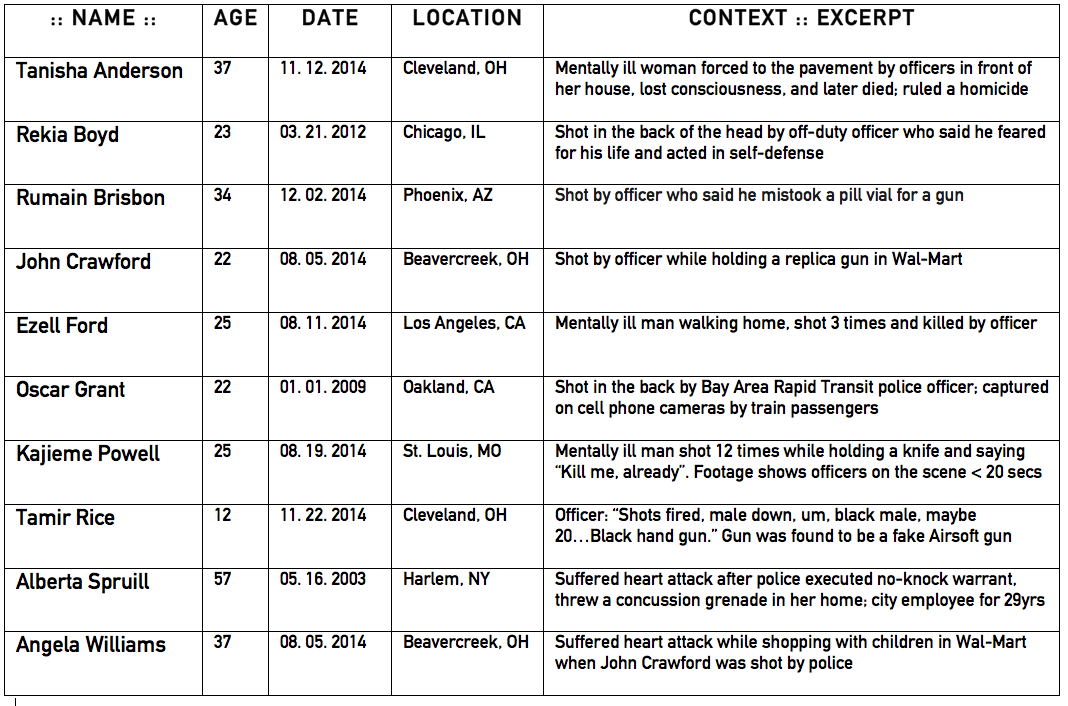 :: NAME :: AGE DATE LOCATION CONTEXT :: EXCERPT
Tanisha Anderson 37 11. 12. 2014 Cleveland, OH Mentally ill woman forced to the pavement by officers in front of
her house, lost consciousness, and later died; ruled a homicide
Rekia Boyd 23 03. 21. 2012 Chicago, IL Shot in the back of the head by off-duty officer who said he feared
for his life and acted in self-defense
Rumain Brisbon 34 12. 02. 2014 Phoenix, AZ Shot by officer who said he mistook a pill vial for a gun
John Crawford 22 08. 05. 2014 Beavercreek, OH Shot by officer while holding a replica gun in Wal-Mart
Ezell Ford 25 08. 11. 2014 Los Angeles, CA Mentally ill man walking home, shot 3 times and killed by officer
Oscar Grant 22 01. 01. 2009 Oakland, CA Shot in the back by Bay Area Rapid Transit police officer; captured
on cell phone cameras by train passengers
Kajieme Powell 25 08. 19. 2014 St. Louis, MO Mentally ill man shot 12 times while holding a knife and saying
“Kill me, already”. Footage shows officers on the scene < 20 secs
Tamir Rice 12 11. 22. 2014 Cleveland, OH Officer: “Shots fired, male down, um, black male, maybe
20…Black hand gun.” Gun was found to be a fake Airsoft gun
Alberta Spruill 57 05. 16. 2003 Harlem, NY Suffered heart attack after police executed no-knock warrant,
threw a concussion grenade in her home; city employee for 29yrs
Angela Williams 37 08. 05. 2014 Beavercreek, OH Suffered heart attack while shopping with children in Wal-Mart
when John Crawford was shot by police